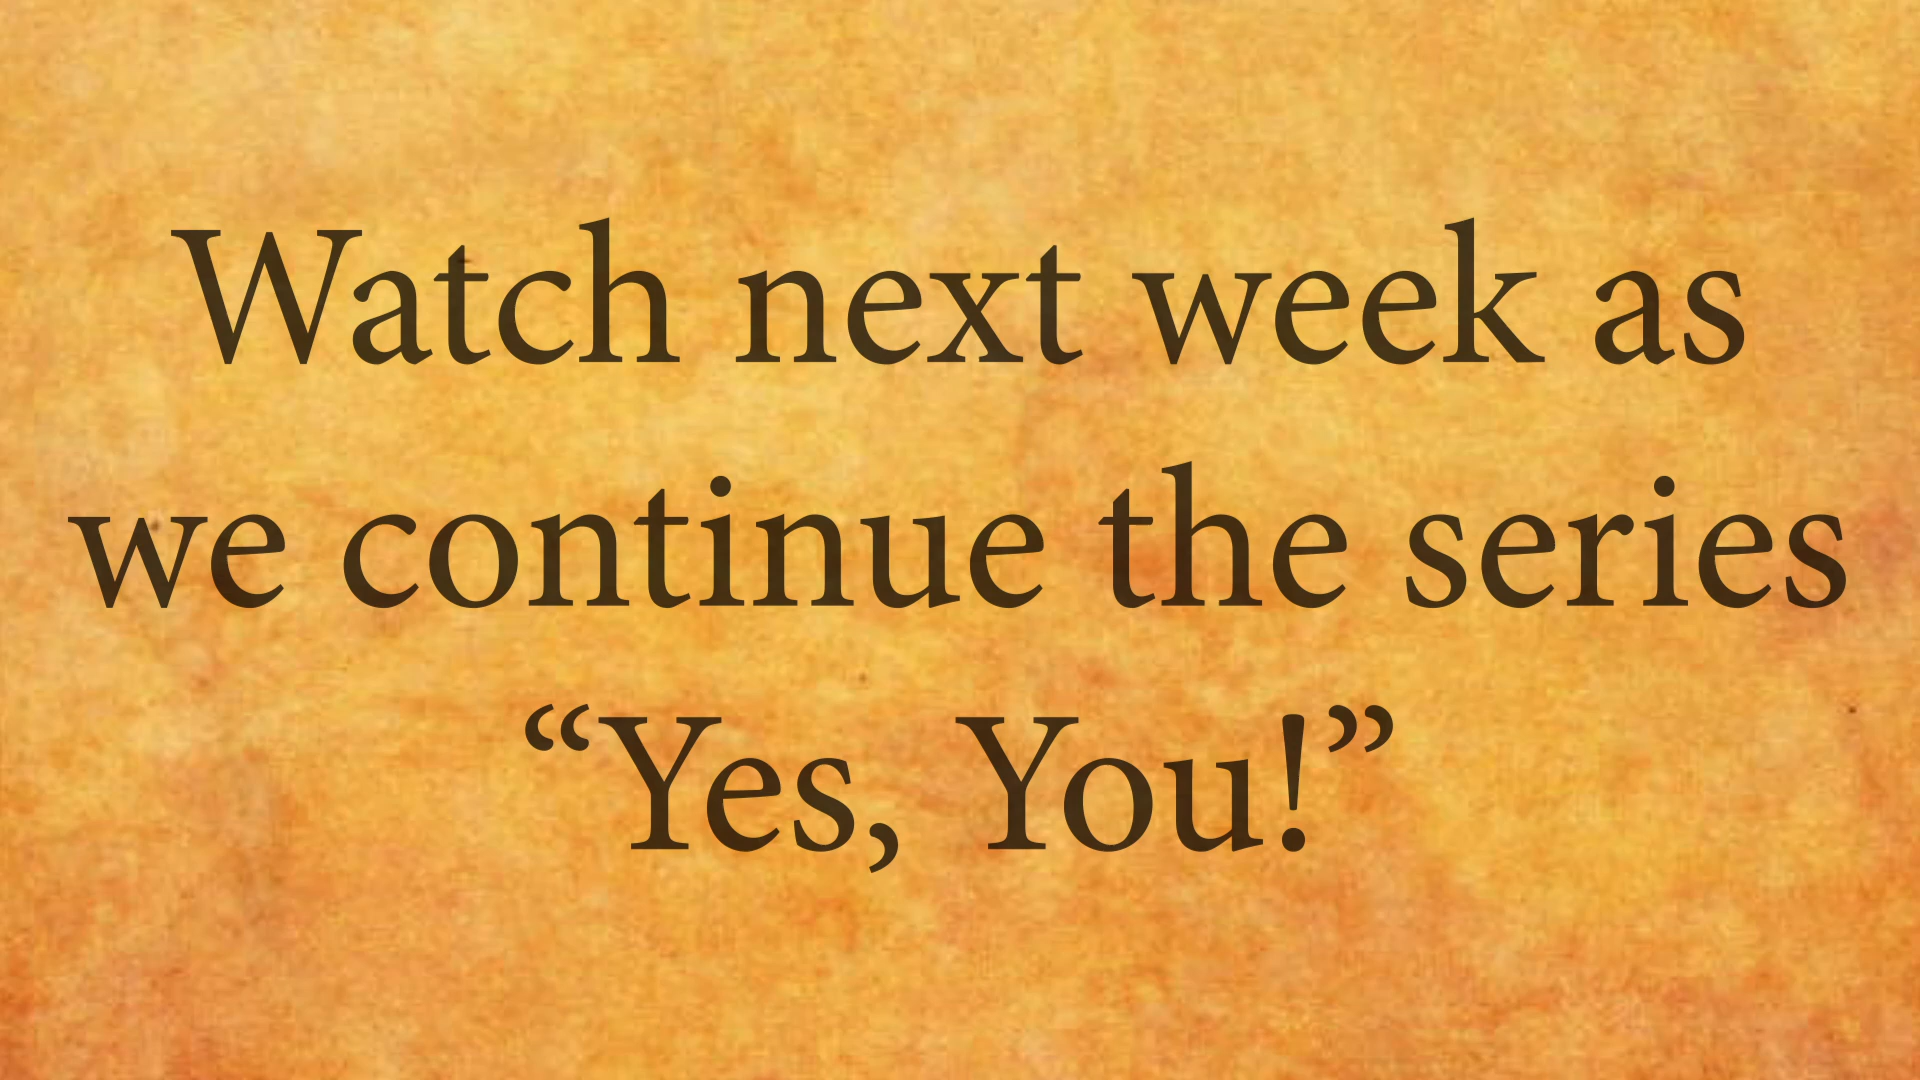 Watch next week as
we continue the series
“Yes, You!”